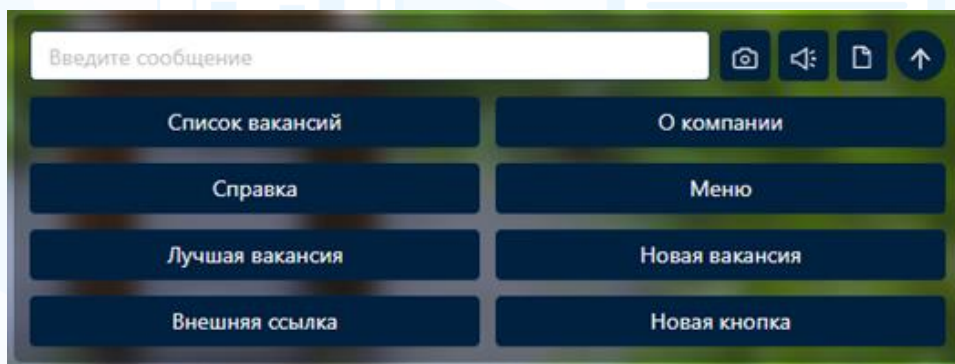 Введите сообщение
Список вакансий
О компании
Справка
Меню
Лучшая вакансия
Новая вакансия
Внешняя ссылка
Новая кнопка